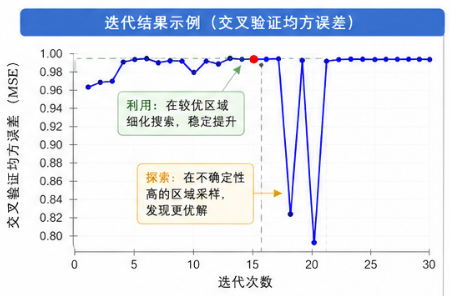 迭代结果示例（交叉验证均方误差）
交叉验证均方误差（MSE）
1.00
0.98
0.96
0.94
0.92
0.90
0.88
0.86
0.84
0.82
0.80
利用：在较优区域
细化搜索，稳定提升
探索：在不确定性
高的区域采样，
发现更优解
0
5
10
15
20
25
30
迭代次数